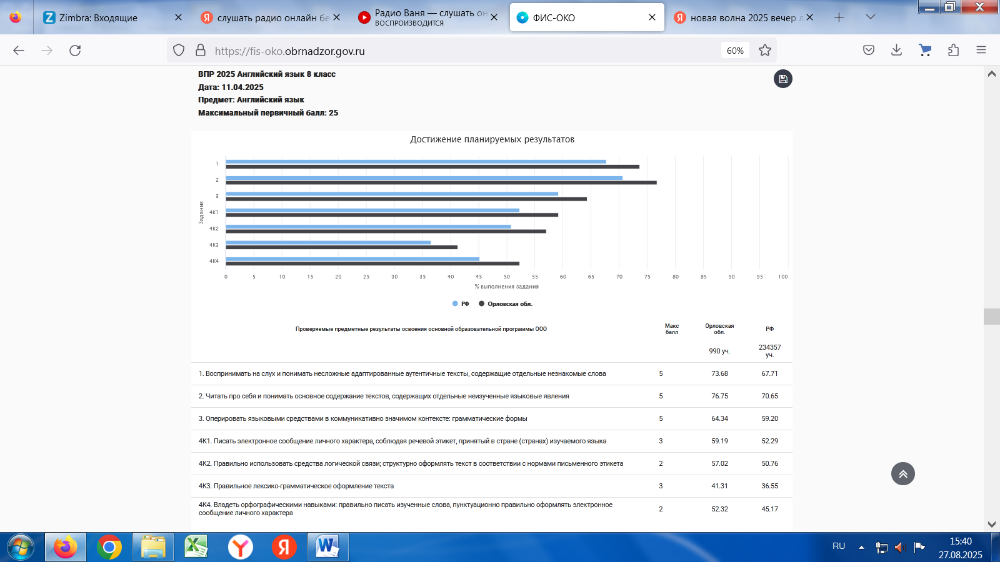 Zimbra: Входящие
слушать радио онлайн бе
Радио Ваня — слушать он
ВОСПРОИЗВОДИТСЯ
ФИС-ОКО
новая волна 2025 вечер л
https://fis-oko.obrnadzor.gov.ru
60%
ВПР 2025 Английский язык 8 класс
Дата: 11.04.2025
Предмет: Английский язык
Максимальный первичный балл: 25
Достижение планируемых результатов
Задания
1
2
3
4К1
4К2
4К3
4К4
0 5 10 15 20 25 30 35 40 45 50 55 60 65 70 75 80 85 90 95 100
% выполнения задания
РФ Орловская обл.
Проверяемые предметные результаты освоения основной образовательной программы ООО
Макс балл
Орловская обл.
РФ
990 уч.
234357 уч.
1. Воспринимать на слух и понимать несложные адаптированные аутентичные тексты, содержащие отдельные незнакомые слова 5 73.68 67.71
2. Читать про себя и понимать основное содержание текстов, содержащих отдельные неизученные языковые явления 5 76.75 70.65
3. Оперировать языковыми средствами в коммуникативно значимом контексте: грамматические формы 5 64.34 59.20
4К1. Писать электронное сообщение личного характера, соблюдая речевой этикет, принятый в стране (странах) изучаемого языка 3 59.19 52.29
4К2. Правильно использовать средства логической связи; структурно оформлять текст в соответствии с нормами письменного этикета 2 57.02 50.76
4К3. Правильное лексико-грамматическое оформление текста 3 41.31 36.55
4К4. Владеть орфографическими навыками: правильно писать изученные слова, пунктуационно правильно оформлять электронное
сообщение личного характера 2 52.32 45.17
RU
15:40
27.08.2025